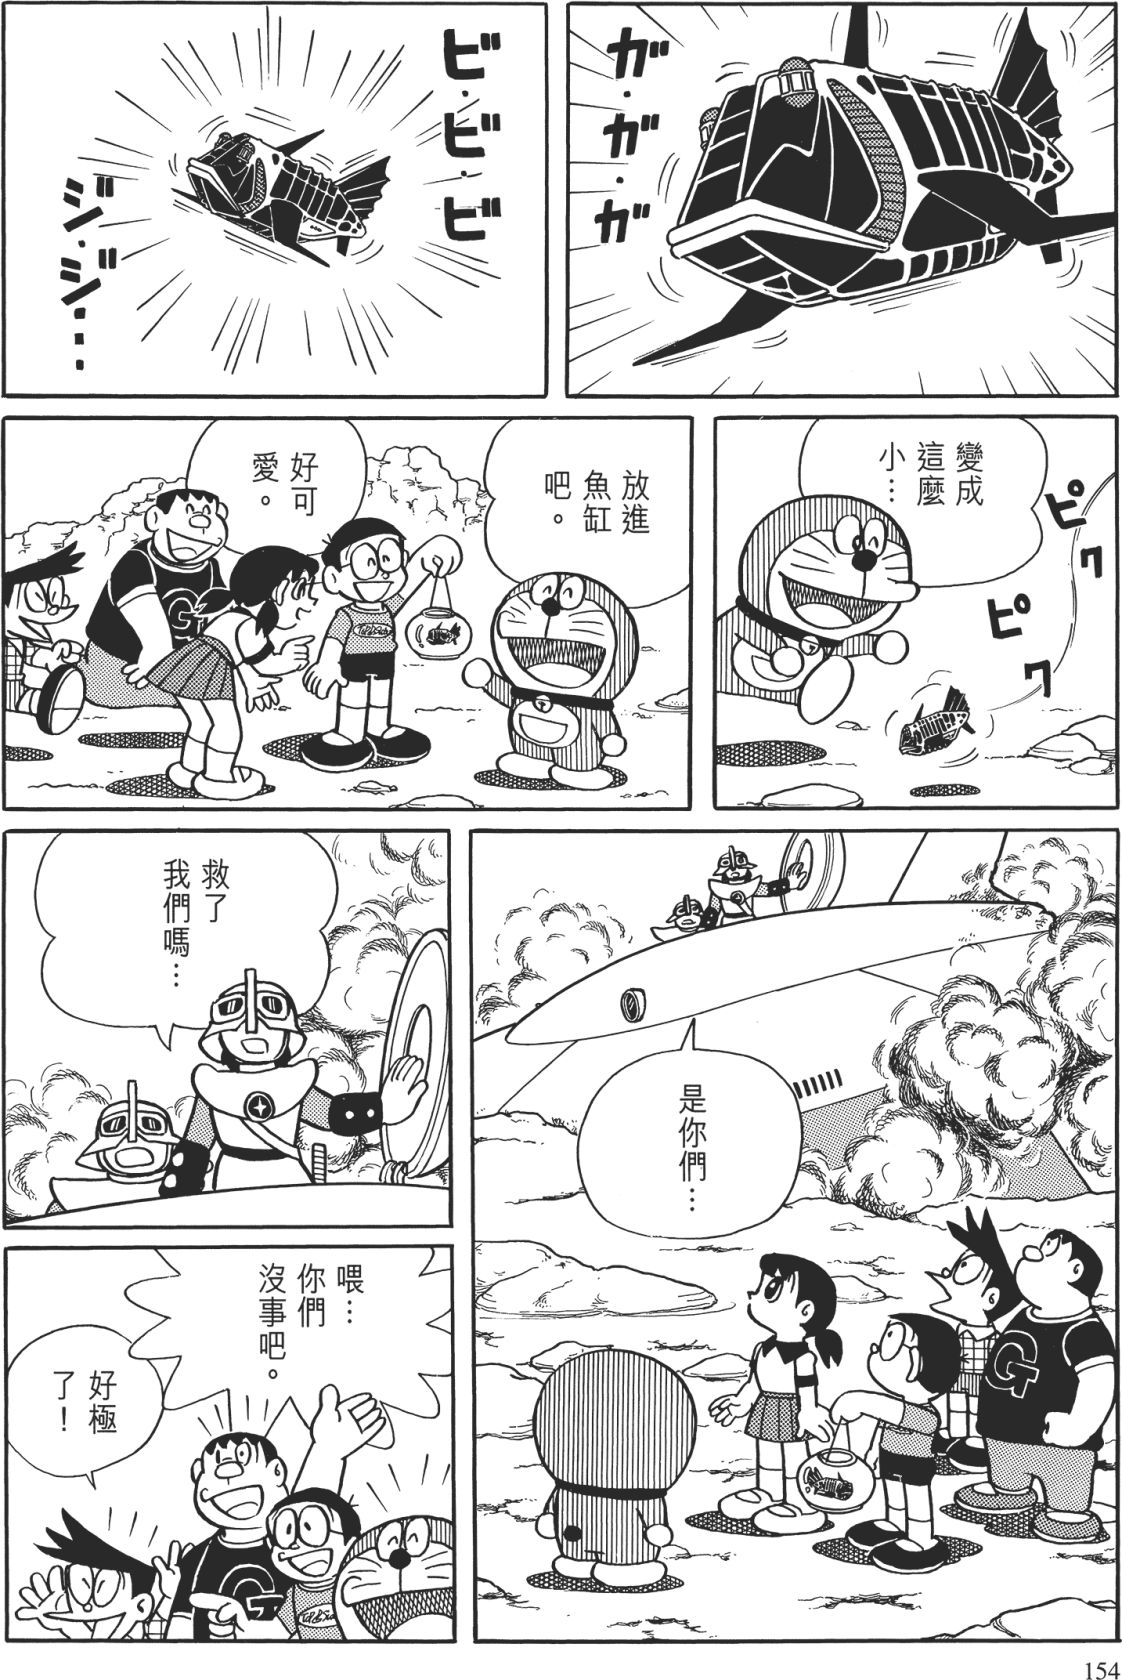 ガ・ガ・ガ
ビ・ビ・ビ
ジ・ジ・・・
變成
這麼
小…
ピク
ピク
放進
魚缸
吧。
好可
愛。
G
是你們…
G
救了
我們嗎…
喂…
你們
沒事吧。
好極
了！
G
154